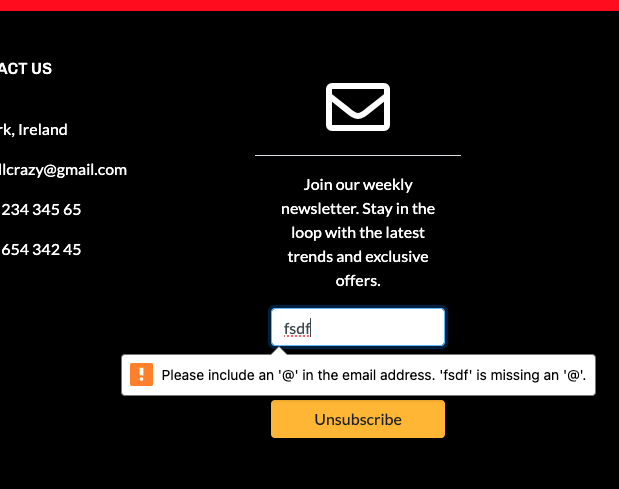 ACT US
rk, Ireland
llcrazy@gmail.com
234 345 65
654 342 45
Join our weekly
newsletter. Stay in the
loop with the latest
trends and exclusive
offers.
fsdf
Please include an '@' in the email address. 'fsdf' is missing an '@'.
Unsubscribe